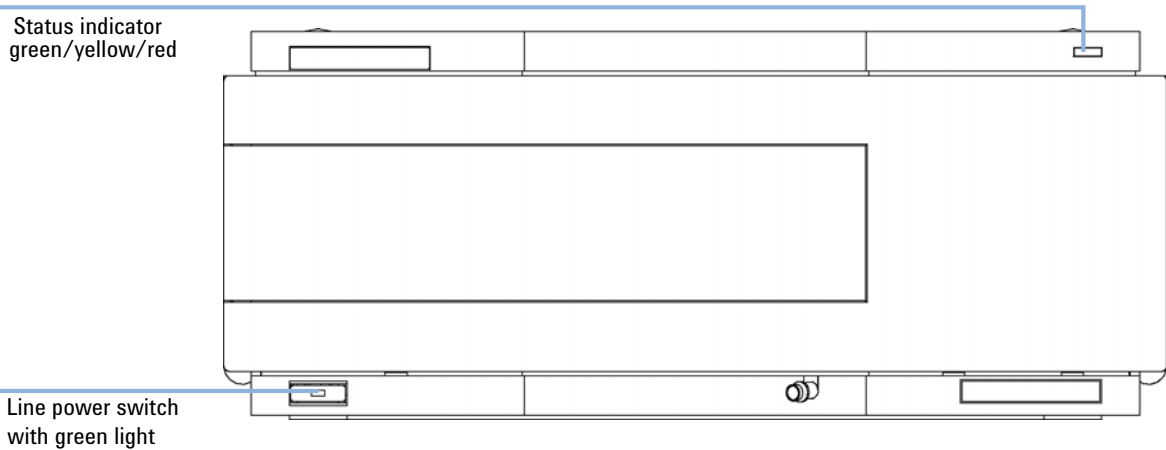 Status indicator
green/yellow/red
Line power switch
with green light